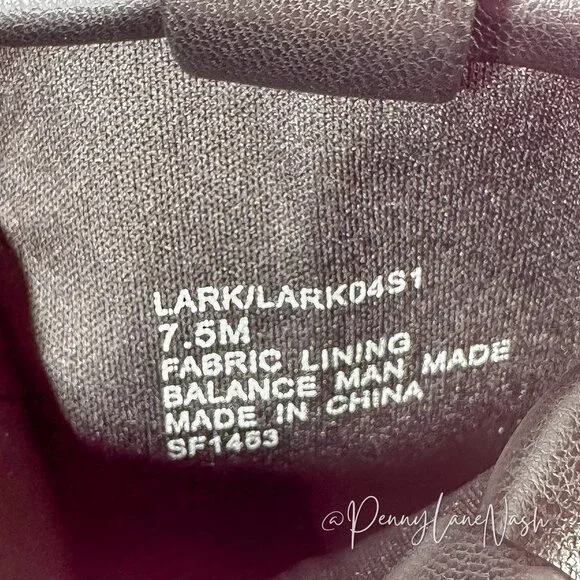 LARK/LARK04S1
7.5M
FABRIC LINING
BALANCE MAN MADE
MADE IN CHINA
SF1453
@PennyLaneNash